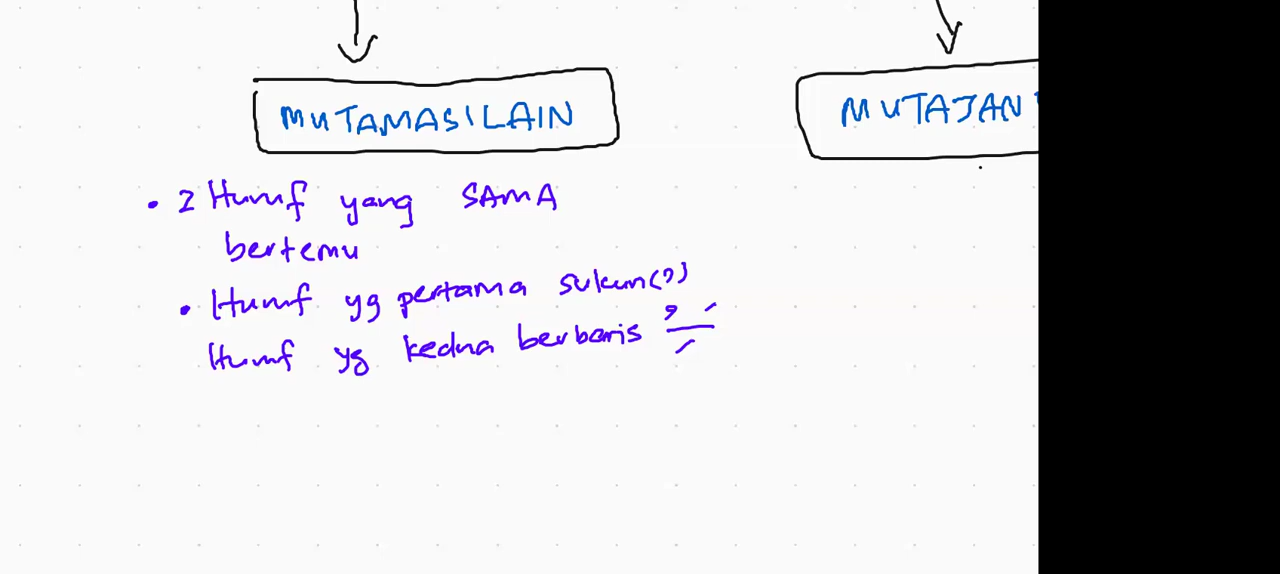 MUTAMASILAIN
MUTAJAN
• 2 Huruf yang SAMA
bertemu
• Huruf yg pertama sukun(و)
Huruf yg kedua berbaris